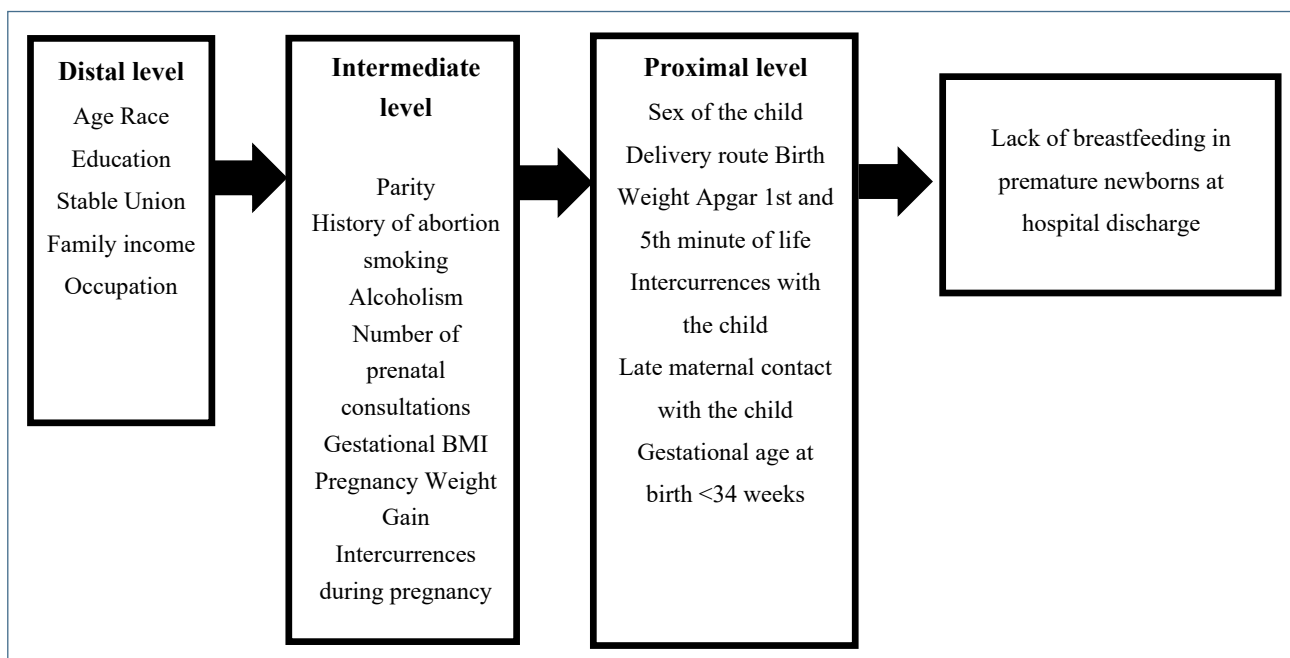 Distal level
Age Race
Education
Stable Union
Family income
Occupation
Intermediate
level
Parity
History of abortion
smoking
Alcoholism
Number of
prenatal
consultations
Gestational BMI
Pregnancy Weight
Gain
Intercurrences
during pregnancy
Proximal level
Sex of the child
Delivery route Birth
Weight Apgar 1st and
5th minute of life
Intercurrences with
the child
Late maternal contact
with the child
Gestational age at
birth <34 weeks
Lack of breastfeeding in
premature newborns at
hospital discharge